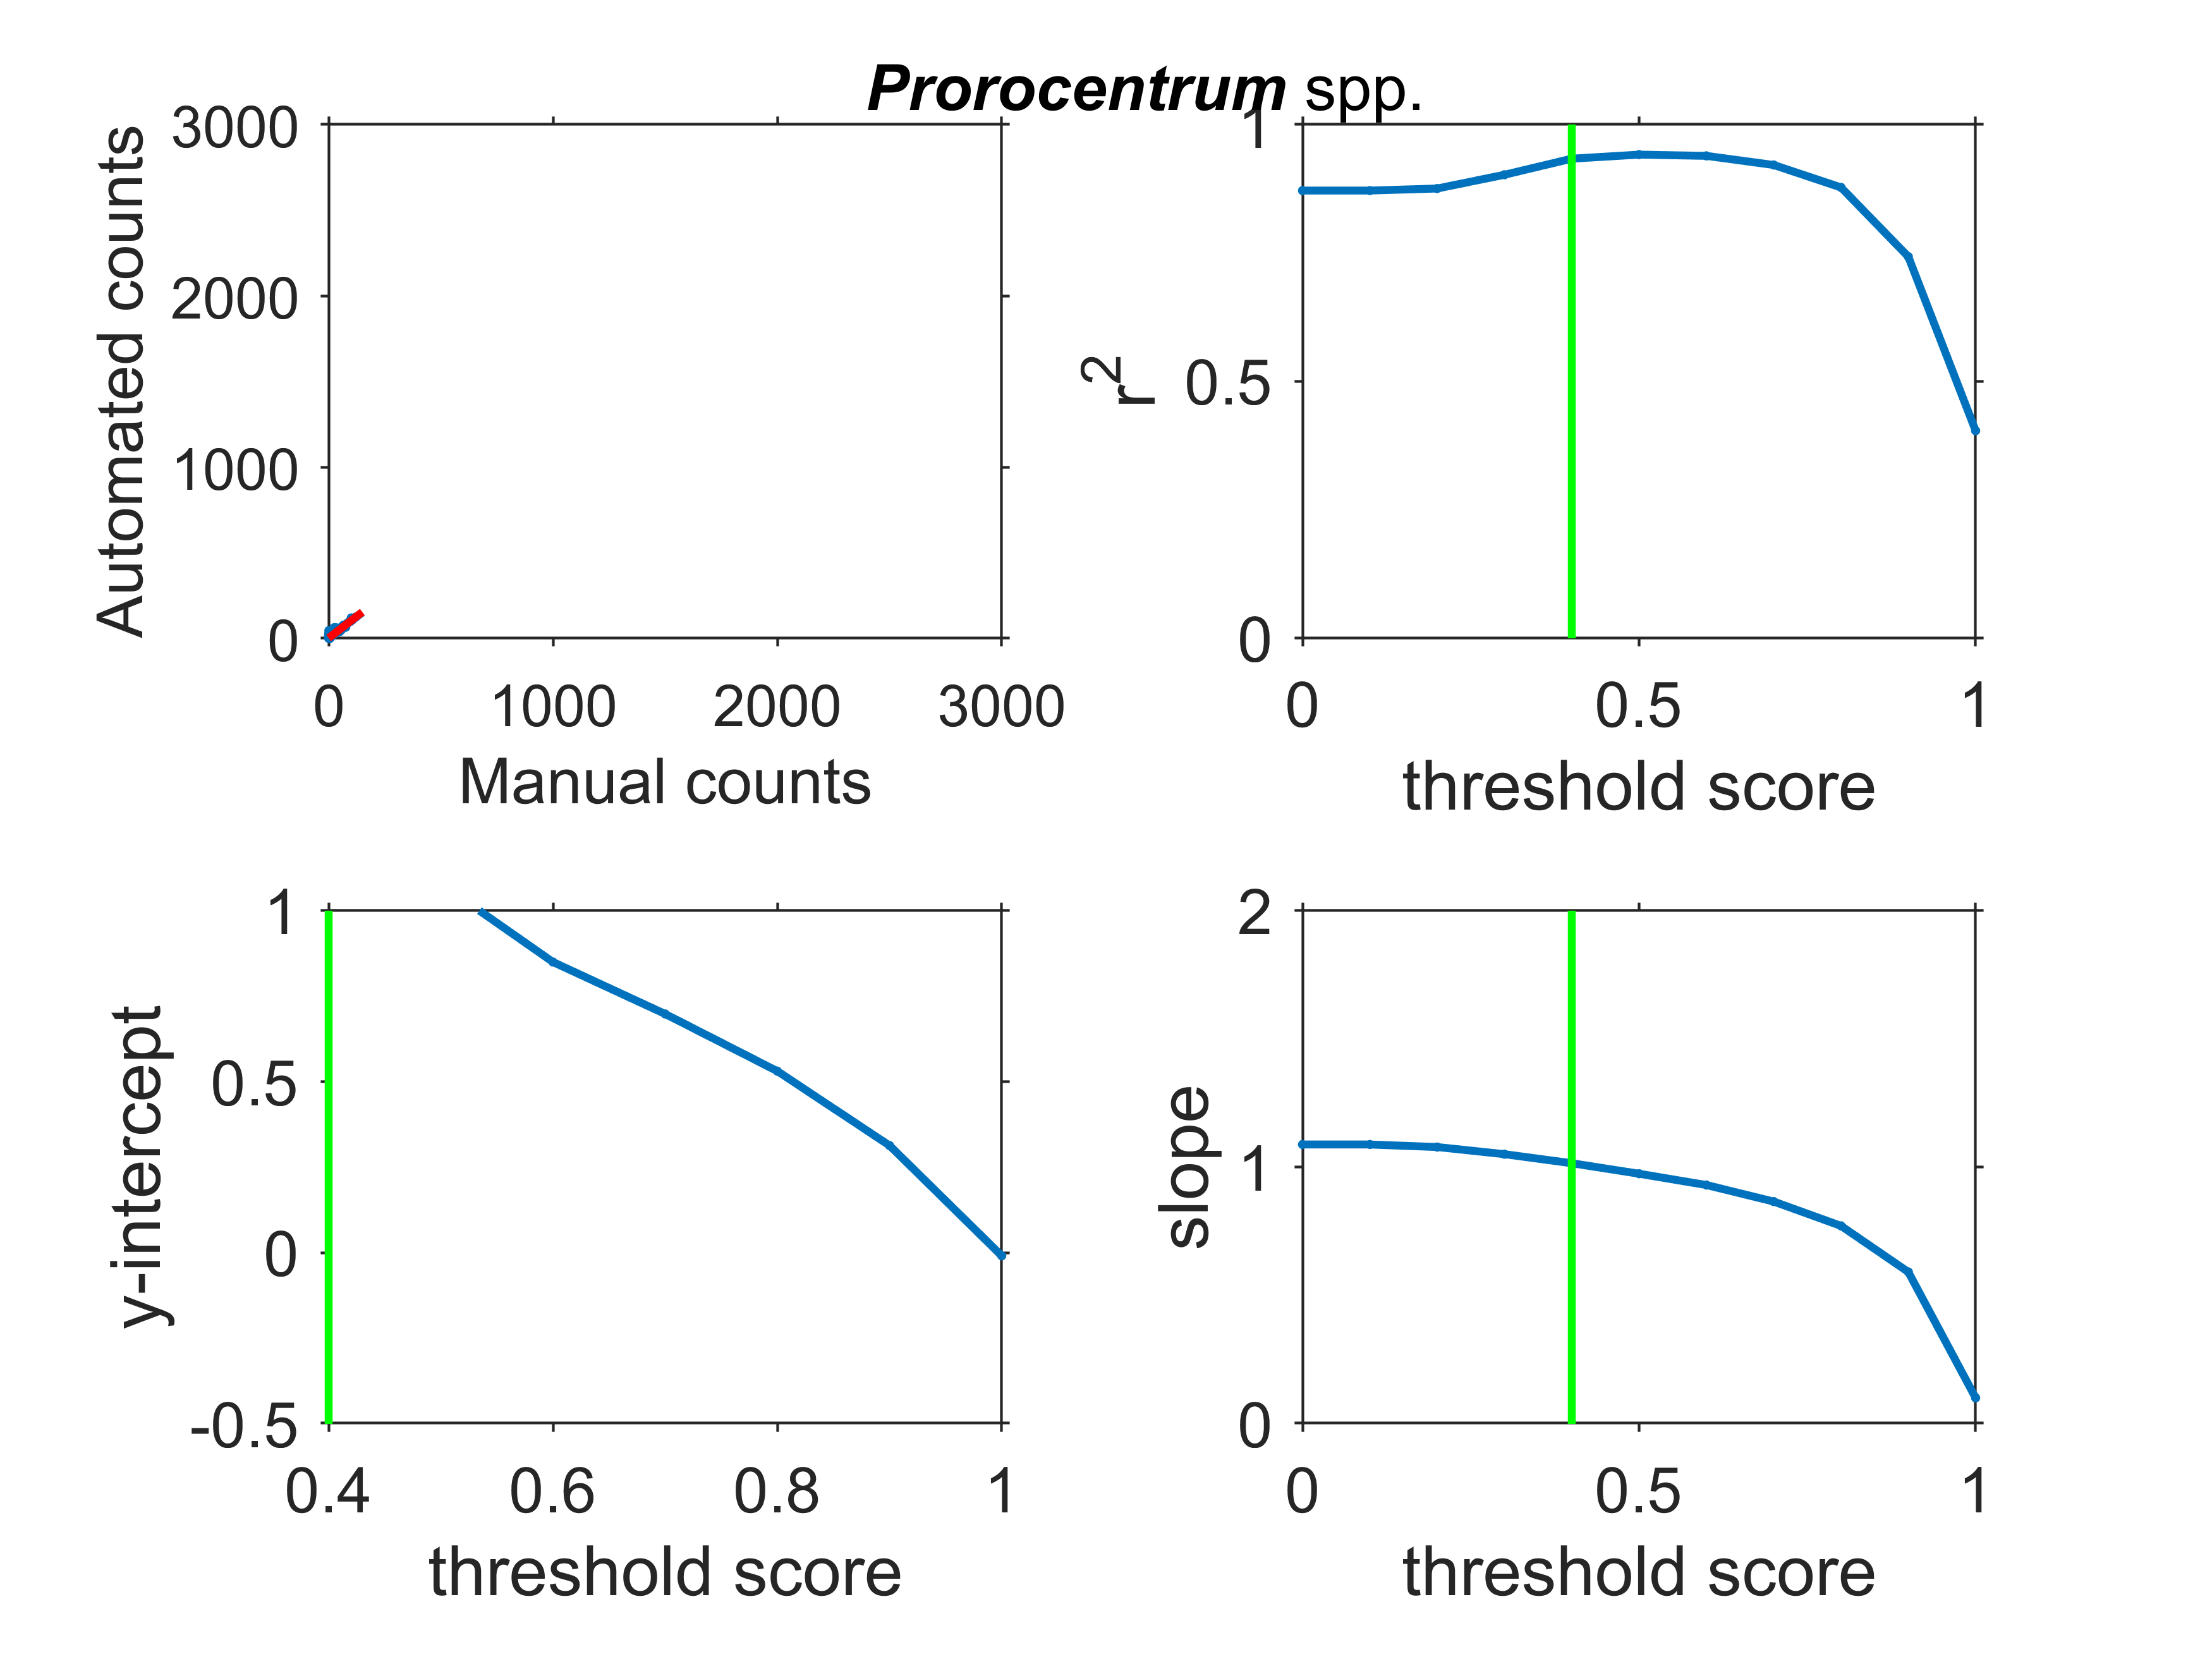 Prorocentrum spp.
3000
2000
1000
0
Automated counts
0 1000 2000 3000
Manual counts
1
0.5
0
r²
0 0.5 1
threshold score
1
0.5
0
-0.5
y-intercept
0.4 0.6 0.8 1
threshold score
2
1
0
slope
0 0.5 1
threshold score